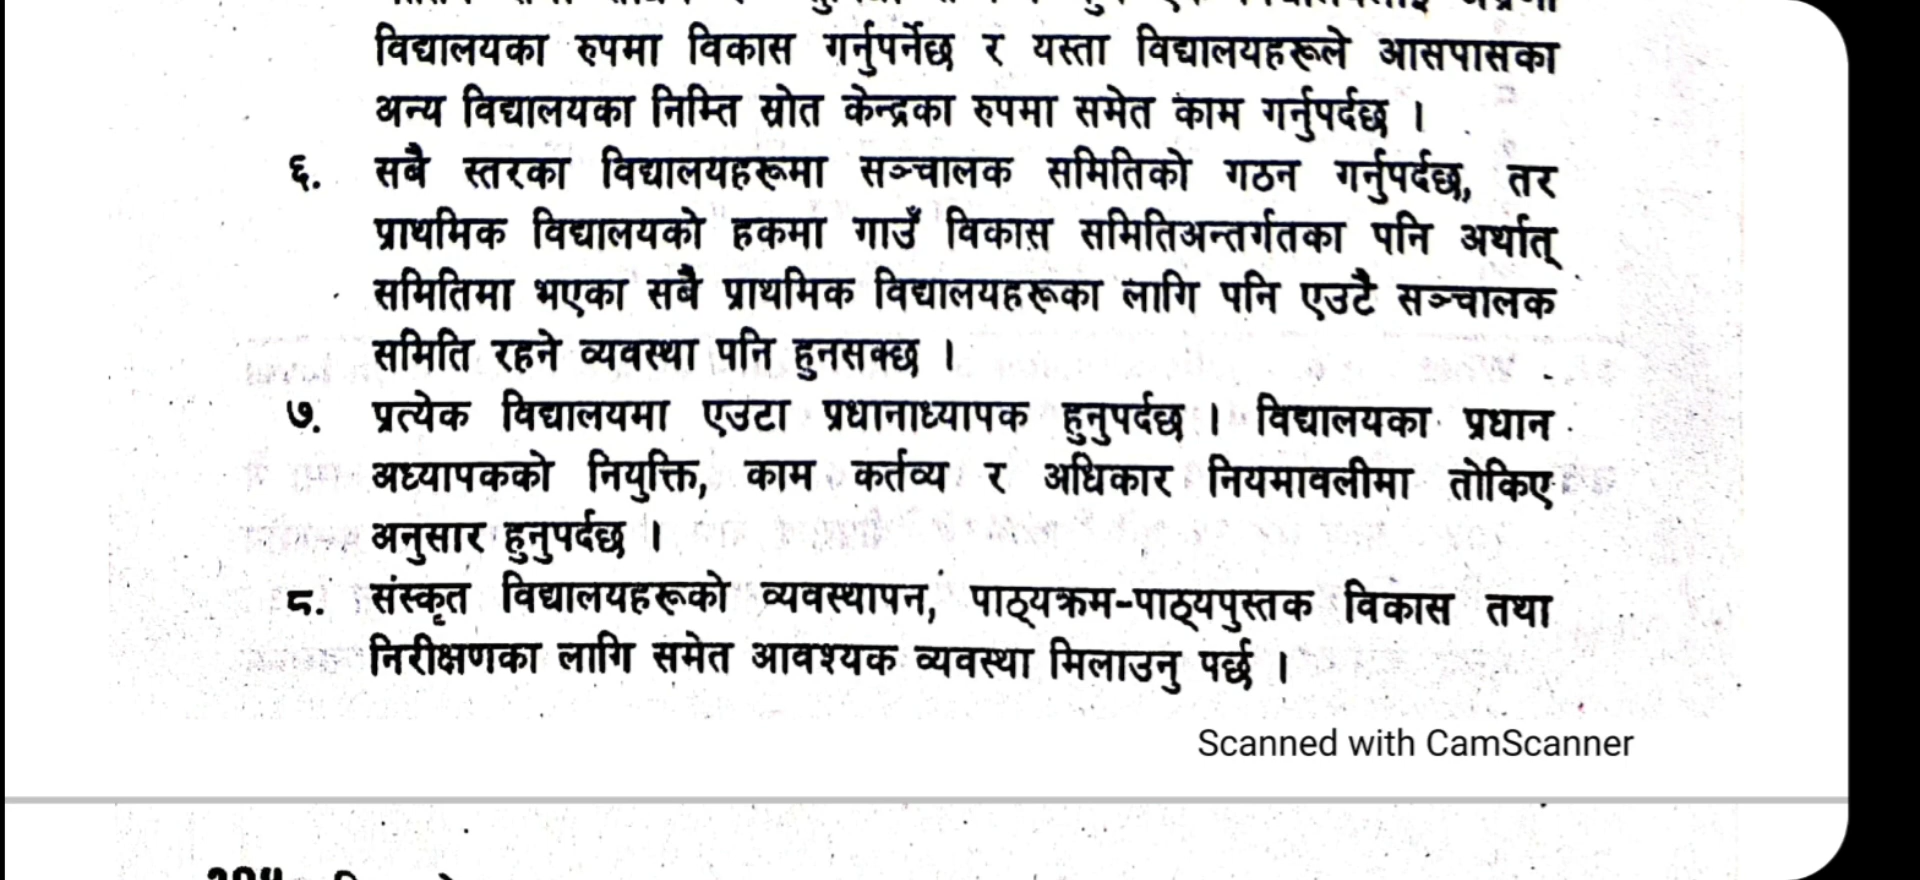 विद्यालयका रुपमा विकास गर्नुपर्नेछ र यस्ता विद्यालयहरूले आसपासका
अन्य विद्यालयका निम्ति स्रोत केन्द्रका रुपमा समेत काम गर्नुपर्दछ ।
६. सबै स्तरका विद्यालयहरूमा सञ्चालक समितिको गठन गर्नुपर्दछ, तर
प्राथमिक विद्यालयको हकमा गाउँ विकास समितिअन्तर्गतका पनि अर्थात्
समितिमा भएका सबै प्राथमिक विद्यालयहरूका लागि पनि एउटै सञ्चालक
समिति रहने व्यवस्था पनि हुनसक्छ ।
७. प्रत्येक विद्यालयमा एउटा प्रधानाध्यापक हुनुपर्दछ । विद्यालयका प्रधान
अध्यापकको नियुक्ति, काम कर्तव्य र अधिकार नियमावलीमा तोकिए
अनुसार हुनुपर्दछ ।
८. संस्कृत विद्यालयहरूको व्यवस्थापन, पाठ्यक्रम-पाठ्यपुस्तक विकास तथा
निरीक्षणका लागि समेत आवश्यक व्यवस्था मिलाउनु पर्छ ।
Scanned with CamScanner